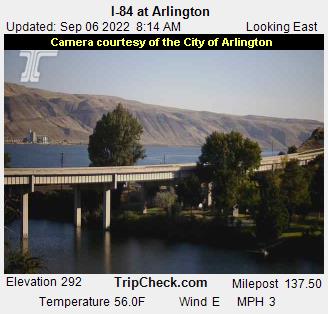 I-84 at Arlington
Updated: Sep 06 2022 8:14 AM Looking East
Camera courtesy of the City of Arlington
Elevation 292 TripCheck.com Milepost 137.50
Temperature 56.0F Wind E MPH 3